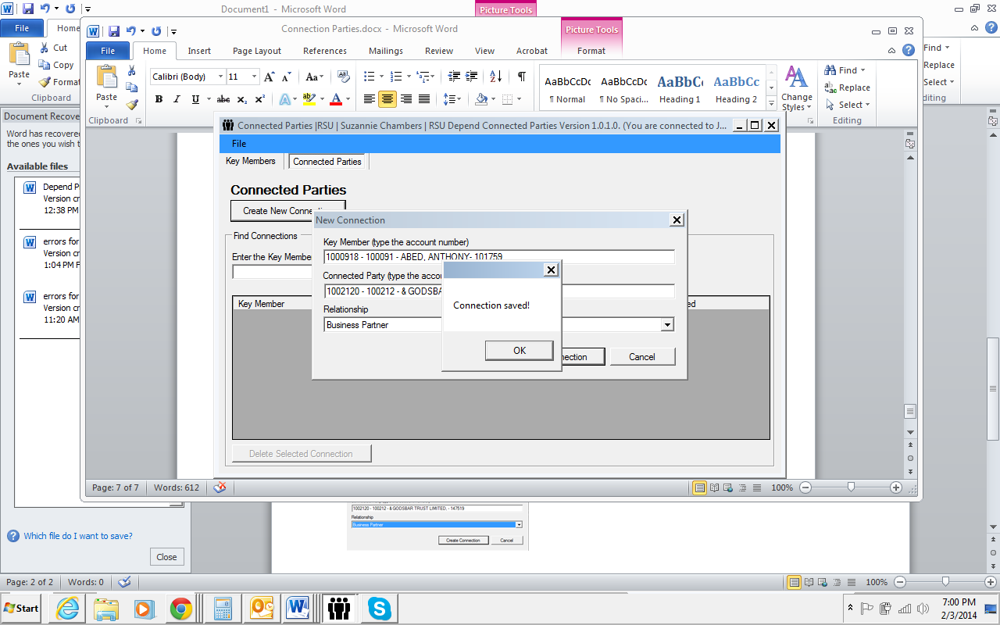 Document1 - Microsoft Word
Picture Tools
File
Home
Cut
Copy
Format
Paste
Clipboard
Find
Replace
Select
Document Recove
Word has recovered
the ones you wish t
Available files
Depend P
Version cr
12:38 PM
errors for
Version cr
1:04 PM F
errors for
Version cr
11:20 AM
Which file do I want to save?
Close
Connection Parties.docx - Microsoft Word
Picture Tools
File
Home
Insert
Page Layout
References
Mailings
Review
View
Acrobat
Format
Paste
Clipboard
Calibri (Body)
11
AaBbCcDc
¶ Normal
AaBbCcDc
¶ No Spaci...
AaBbC
Heading 1
AaBbCc
Heading 2
Change
Styles
Find
Replace
Select
Editing
Connected Parties |RSU | Suzannie Chambers | RSU Depend Connected Parties Version 1.0.1.0. (You are connected to J...
File
Key Members
Connected Parties
Connected Parties
Create New Connectio
Find Connections
Enter the Key Membe
Key Member
ed
Delete Selected Connection
New Connection
Key Member (type the account number)
1000918 - 100091 - ABED, ANTHONY- 101759
Connected Party (type the accou
1002120 - 100212 - & GODSBA
Relationship
Business Partner
nection
Cancel
Connection saved!
OK
Page: 7 of 7
Words: 612
100%
1002120 - 100212 - & GODSBAR TRUST LIMITED. - 147519
Relationship
Business Partner
Create Connection
Cancel
Page: 2 of 2
Words: 0
100%
Start
7:00 PM
2/3/2014